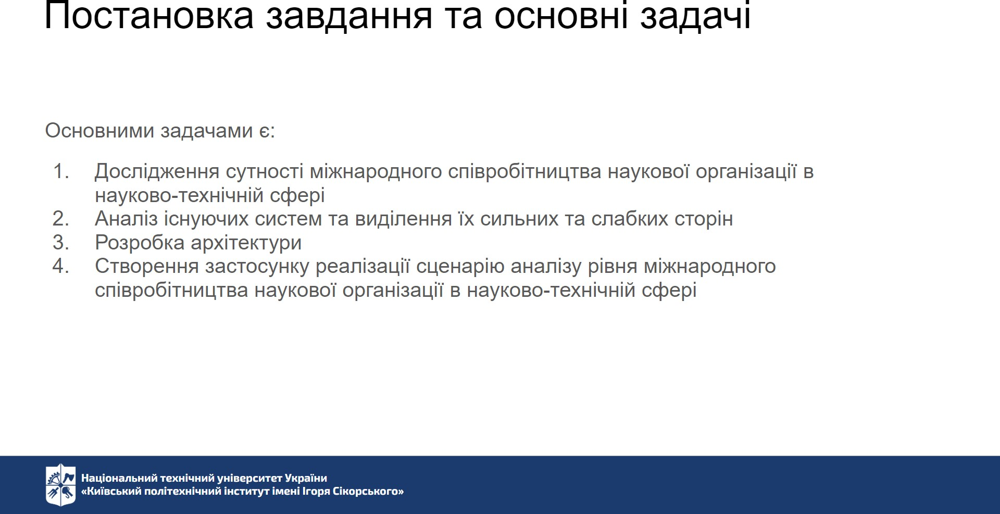 Постановка завдання та основні задачі
Основними задачами є:
1. Дослідження сутності міжнародного співробітництва наукової організації в
науково-технічній сфері
2. Аналіз існуючих систем та виділення їх сильних та слабких сторін
3. Розробка архітектури
4. Створення застосунку реалізації сценарію аналізу рівня міжнародного
співробітництва наукової організації в науково-технічній сфері
Національний технічний університет України
«Київський політехнічний інститут імені Ігоря Сікорського»